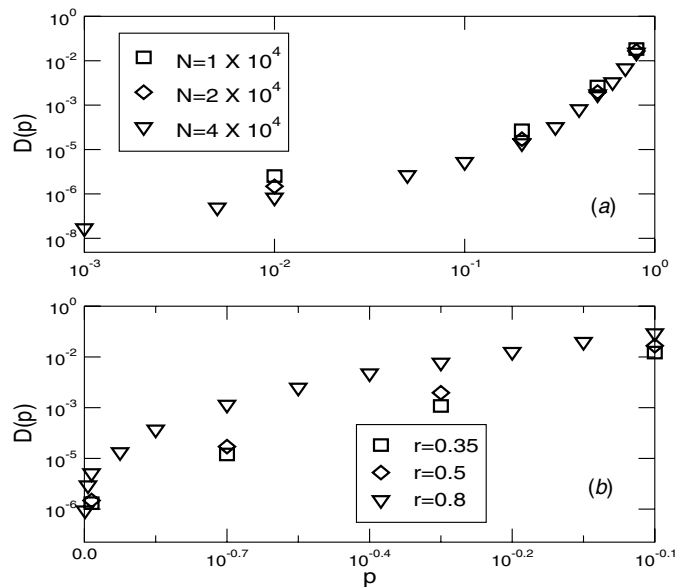 10^0
10^-2
10^-3
10^-5
10^-6
10^-8
D(p)
N=1 X 10^4
N=2 X 10^4
N=4 X 10^4
(a)
10^-3 10^-2 10^-1 10^0
10^0
10^-2
10^-3
10^-5
10^-6
D(p)
r=0.35
r=0.5
r=0.8
(b)
0.0 10^-0.7 10^-0.4 10^-0.2 10^-0.1
p